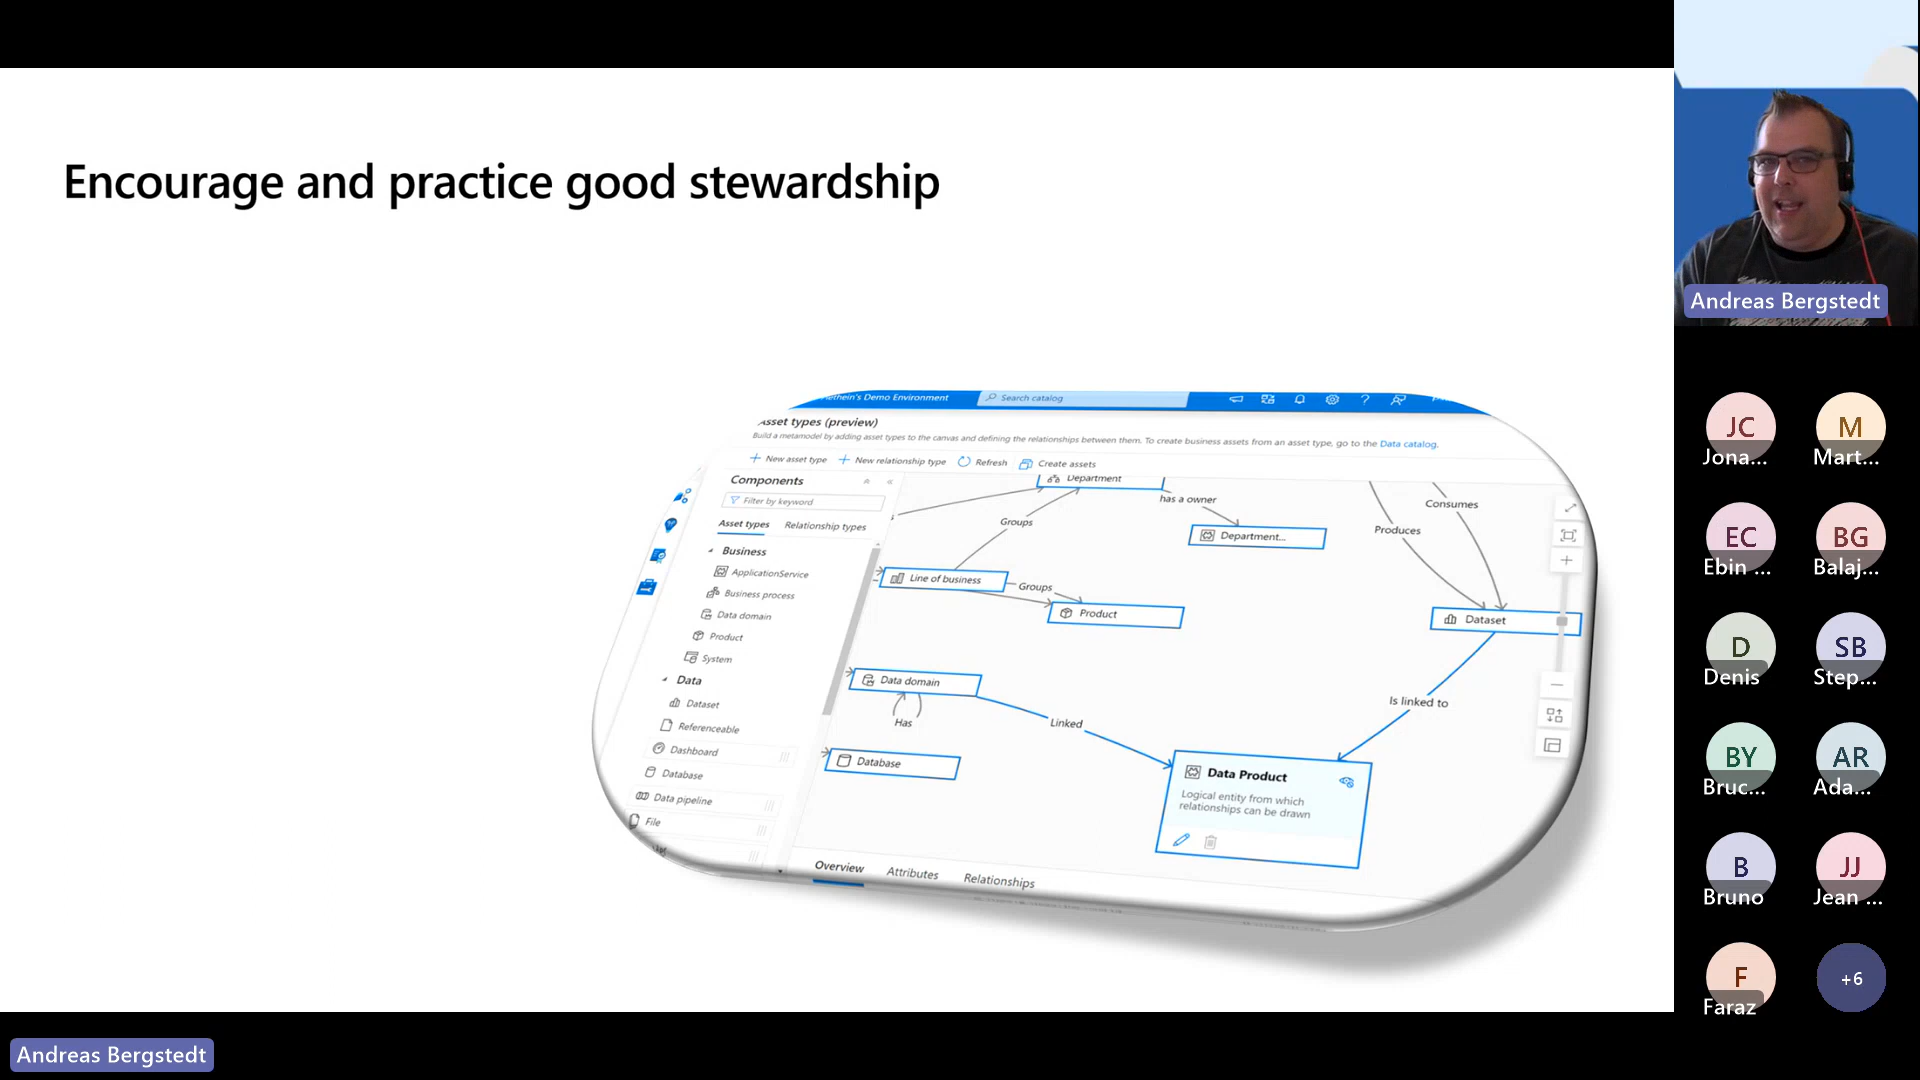 Encourage and practice good stewardship
Demo Environment
Search catalog
Asset types (preview)
Build a metamodel by adding asset types to the canvas and defining the relationships between them. To create business assets from an asset type, go to the Data catalog.
New asset type
New relationship type
Refresh
Create assets
Components
Filter by keyword
Asset types
Relationship types
Business
ApplicationService
Business process
Data domain
Product
System
Data
Dataset
Referenceable
Dashboard
Database
Data pipeline
File
Department
has a owner
Consumes
Groups
Department...
Produces
Line of business
Groups
Product
Dataset
Data domain
Has
Linked
Is linked to
Database
Data Product
Logical entity from which
relationships can be drawn
Overview
Attributes
Relationships
Andreas Bergstedt
JC
Jona...
M
Mart...
EC
Ebin ...
BG
Balaj...
D
Denis
SB
Step...
BY
Bruc...
AR
Ada...
B
Bruno
JJ
Jean ...
F
Faraz
+6
Andreas Bergstedt